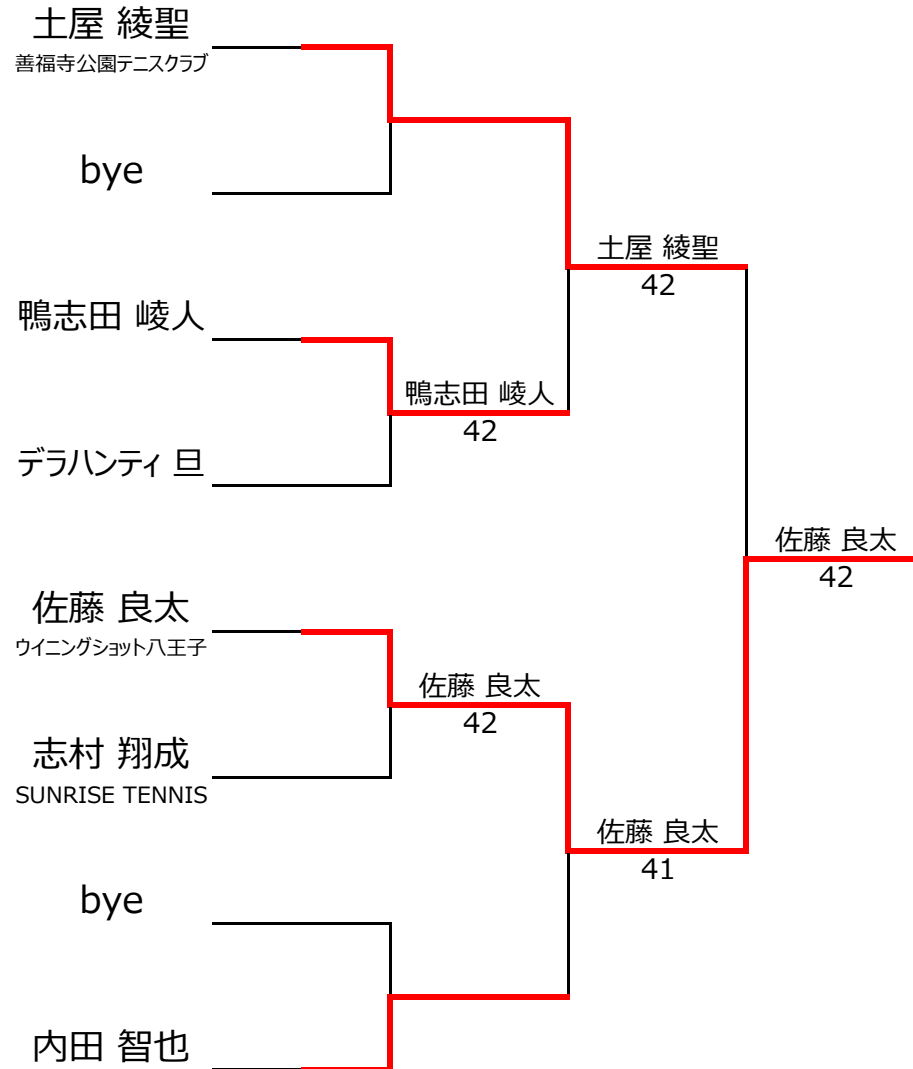 土屋 綾聖
善福寺公園テニスクラブ
bye
土屋 綾聖
42
鴨志田 崚人
鴨志田 崚人
42
デラハンティ 旦
佐藤 良太
42
佐藤 良太
ウイニングショット八王子
佐藤 良太
42
志村 翔成
SUNRISE TENNIS
佐藤 良太
41
bye
内田 智也